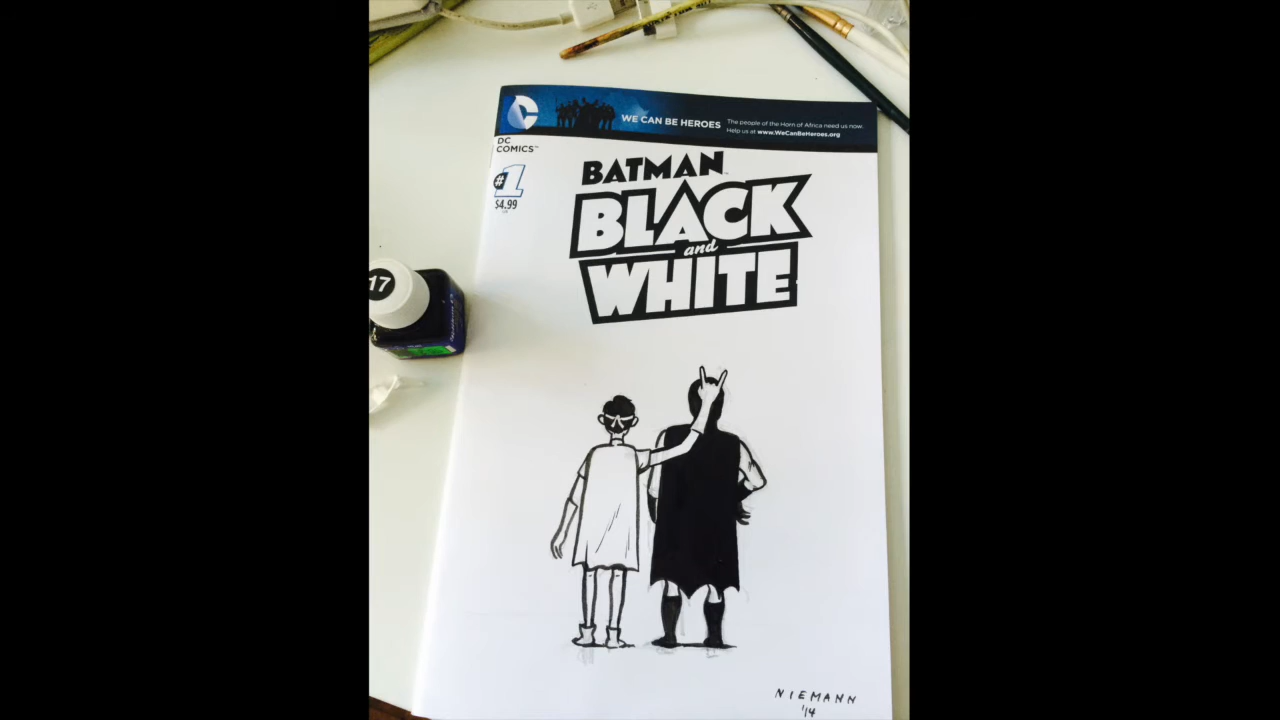 WE CAN BE HEROES
The people of the Horn of Africa need us now.
Help us at www.WeCanBeHeroes.org
DC
COMICS™
#1
$4.99
BATMAN
BLACK
and
WHITE
17
NIEMANN
'14